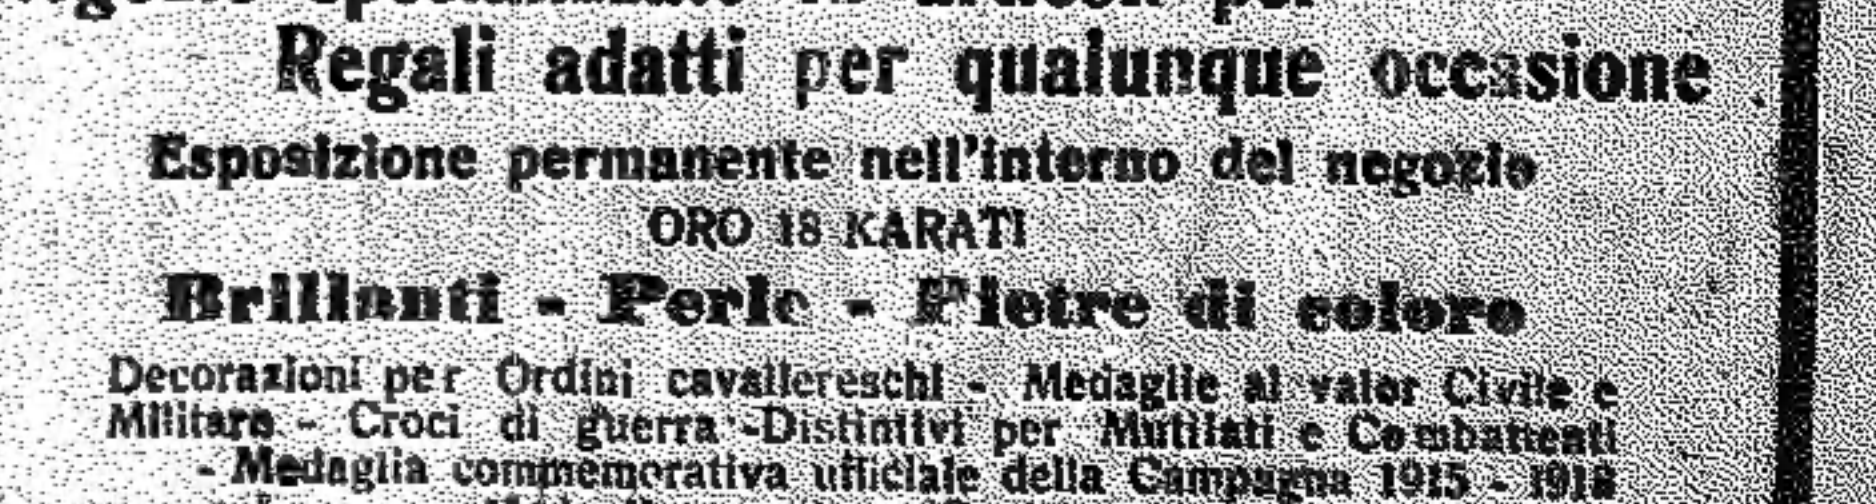 Regali adatti per qualunque occasione
Esposizione permanente nell'interno del negozio
ORO 18 KARATI
Brillanti - Perle - Pietre di colore
Decorazioni per Ordini cavallereschi - Medaglie al valor Civile e
Militare - Croci di guerra - Distintivi per Mutilati e Combattenti
- Medaglia commemorativa ufficiale della Campagna 1915 - 1918